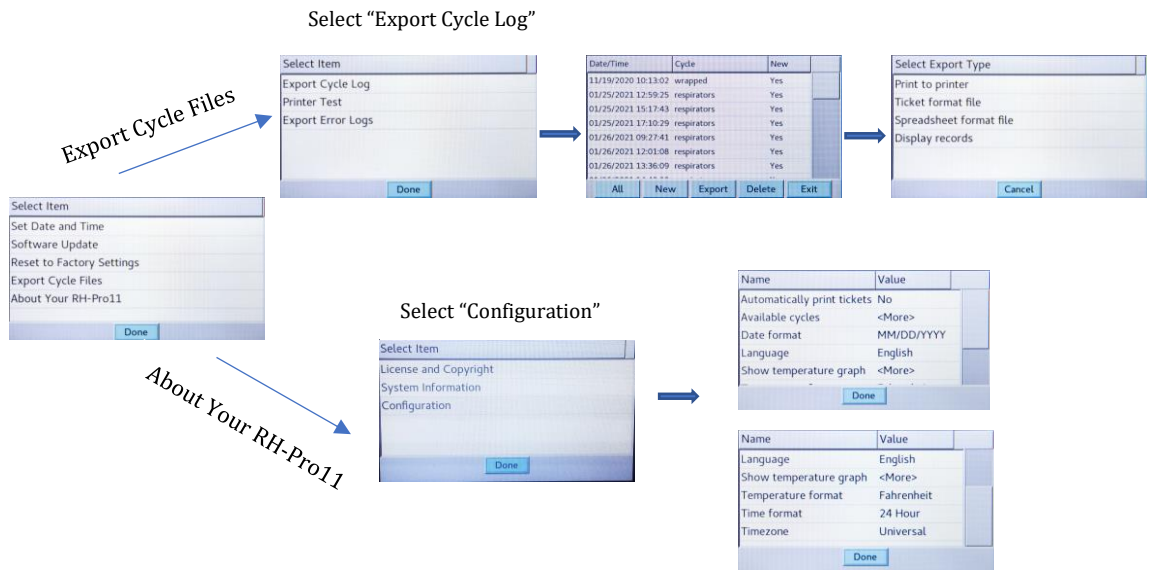 Select “Export Cycle Log”
Export Cycle Files
Select Item
Export Cycle Log
Printer Test
Export Error Logs
Done
Date/Time Cycle New
11/19/2020 10:13:02 wrapped Yes
01/25/2021 12:59:25 respirators Yes
01/25/2021 15:17:43 respirators Yes
01/25/2021 17:10:29 respirators Yes
01/26/2021 09:27:41 respirators Yes
01/26/2021 12:01:08 respirators Yes
01/26/2021 13:36:09 respirators Yes
All New Export Delete Exit
Select Export Type
Print to printer
Ticket format file
Spreadsheet format file
Display records
Cancel
Select Item
Set Date and Time
Software Update
Reset to Factory Settings
Export Cycle Files
About Your RH-Pro11
Done
About Your RH-Pro11
Select “Configuration”
Select Item
License and Copyright
System Information
Configuration
Done
Name Value
Automatically print tickets No
Available cycles <More>
Date format MM/DD/YYYY
Language English
Show temperature graph <More>
Done
Name Value
Language English
Show temperature graph <More>
Temperature format Fahrenheit
Time format 24 Hour
Timezone Universal
Done